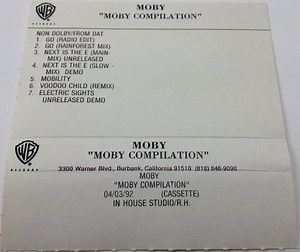 MOBY
"MOBY COMPILATION"
NON DOLBY/FROM DAT
1. GO (RADIO EDIT)
2. GO (RAINFOREST MIX)
3. NEXT IS THE E (MAIN-
MIX) UNRELEASED
4. NEXT IS THE E (SLOW -
MIX) DEMO
5. MOBILITY
6. VOODOO CHILD (REMIX)
7. ELECTRIC SIGHTS
UNRELEASED DEMO
RECORDS
MOBY
"MOBY COMPILATION"
3300 Warner Blvd., Burbank, California 91510 (818) 846-9090
RECORDS
MOBY
"MOBY COMPILATION"
04/03/92 (CASSETTE)
IN HOUSE STUDIO/R.H.